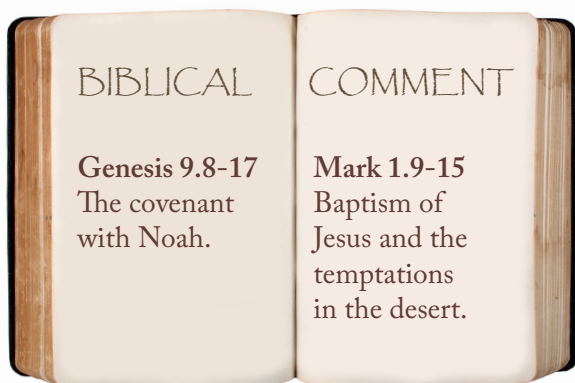 BIBLICAL COMMENT
Genesis 9.8-17
The covenant
with Noah.
Mark 1.9-15
Baptism of
Jesus and the
temptations
in the desert.